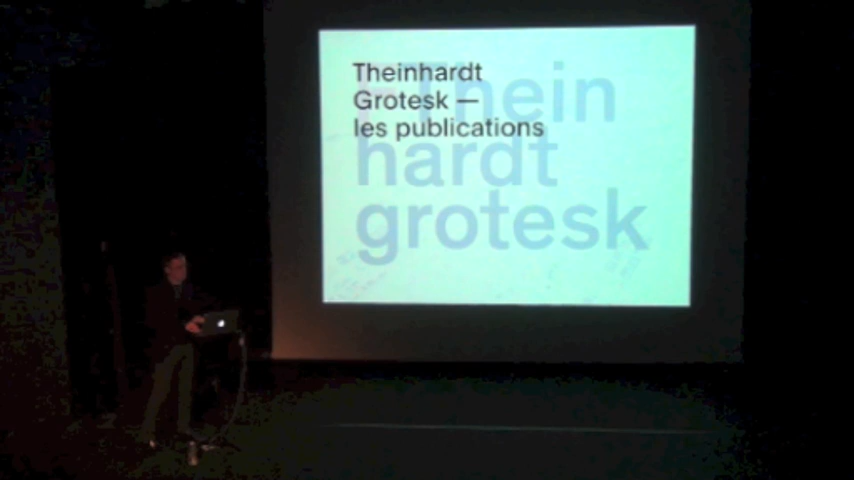 Theinhardt
Grotesk —
les publications
Thein
hardt
grotesk